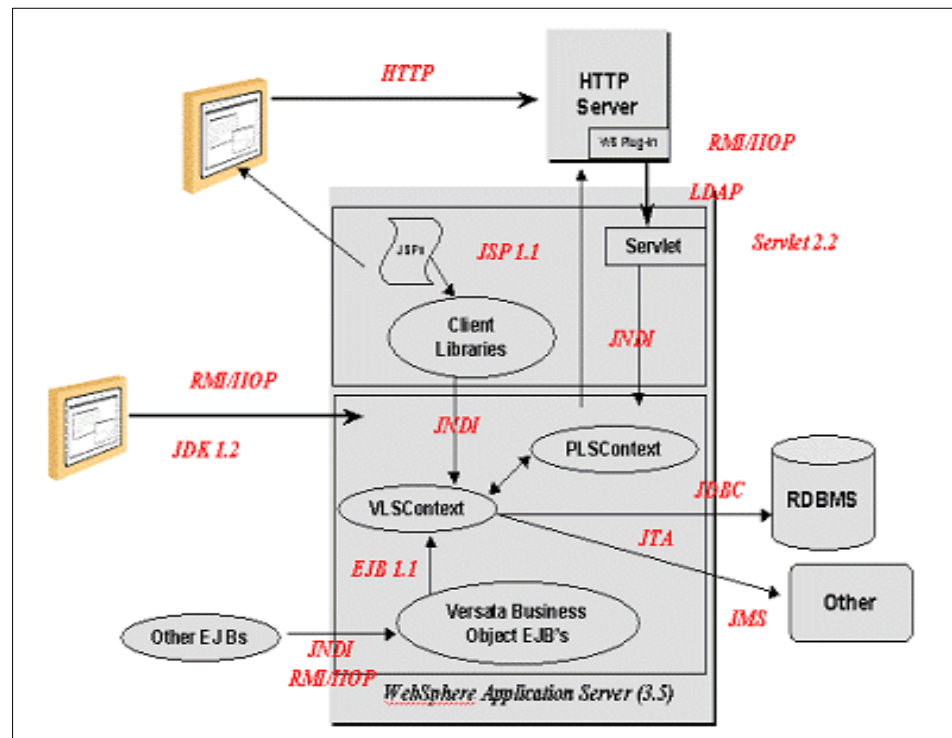 HTTP
HTTP
Server
WS Plug-In
RMI/IIOP
LDAP
JSPs
JSP 1.1
Servlet
Servlet 2.2
Client
Libraries
JNDI
RMI/IIOP
JNDI
JDK 1.2
PLSContext
JDBC
VLSContext
RDBMS
JTA
EJB 1.1
Versata Business
Object EJB"s
Other
JMS
Other EJBs
JNDI
RMI/IIOP
WebSphere Application Server (3.5)